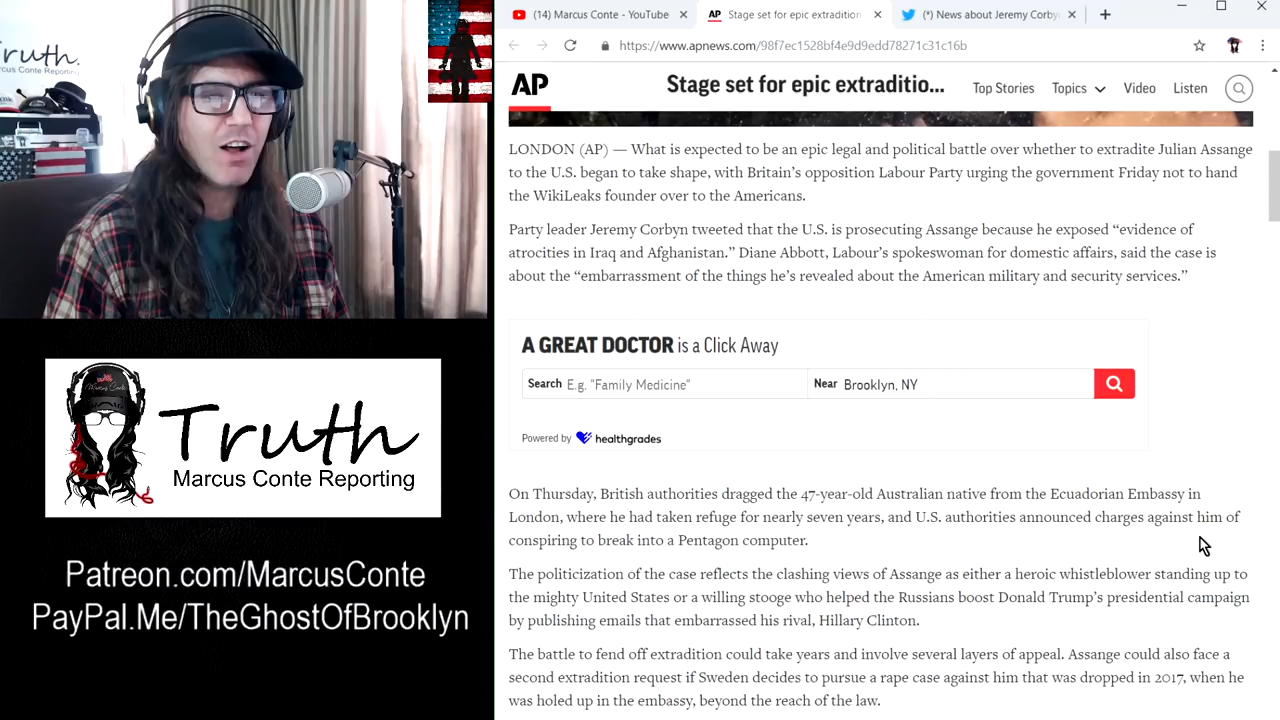 Truth.
Marcus Conte Reporting
(14) Marcus Conte - YouTube
Stage set for epic extradition
(*) News about Jeremy Corby
https://www.apnews.com/98f7ec1528bf4e9d9edd78271c31c16b
AP
Stage set for epic extraditio...
Top Stories
Topics
Video
Listen
LONDON (AP) — What is expected to be an epic legal and political battle over whether to extradite Julian Assange
to the U.S. began to take shape, with Britain's opposition Labour Party urging the government Friday not to hand
the WikiLeaks founder over to the Americans.
Party leader Jeremy Corbyn tweeted that the U.S. is prosecuting Assange because he exposed “evidence of
atrocities in Iraq and Afghanistan.” Diane Abbott, Labour's spokeswoman for domestic affairs, said the case is
about the “embarrassment of the things he's revealed about the American military and security services.”
A GREAT DOCTOR is a Click Away
Search E.g. "Family Medicine"
Near Brooklyn, NY
Powered by healthgrades
On Thursday, British authorities dragged the 47-year-old Australian native from the Ecuadorian Embassy in
London, where he had taken refuge for nearly seven years, and U.S. authorities announced charges against him of
conspiring to break into a Pentagon computer.
The politicization of the case reflects the clashing views of Assange as either a heroic whistleblower standing up to
the mighty United States or a willing stooge who helped the Russians boost Donald Trump's presidential campaign
by publishing emails that embarrassed his rival, Hillary Clinton.
The battle to fend off extradition could take years and involve several layers of appeal. Assange could also face a
second extradition request if Sweden decides to pursue a rape case against him that was dropped in 2017, when he
was holed up in the embassy, beyond the reach of the law.
Marcus Conte
Truth
Marcus Conte Reporting
Patreon.com/MarcusConte
PayPal.Me/TheGhostOfBrooklyn